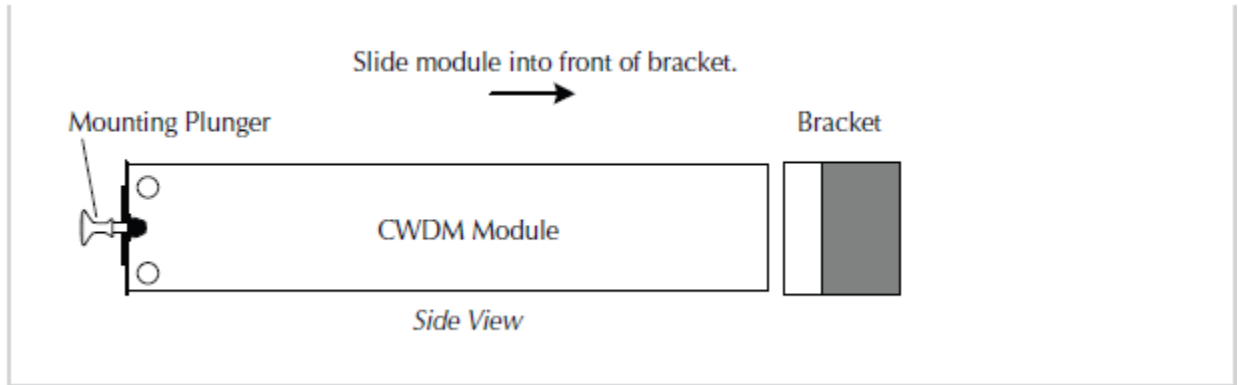 Slide module into front of bracket.
Mounting Plunger
Bracket
CWDM Module
Side View